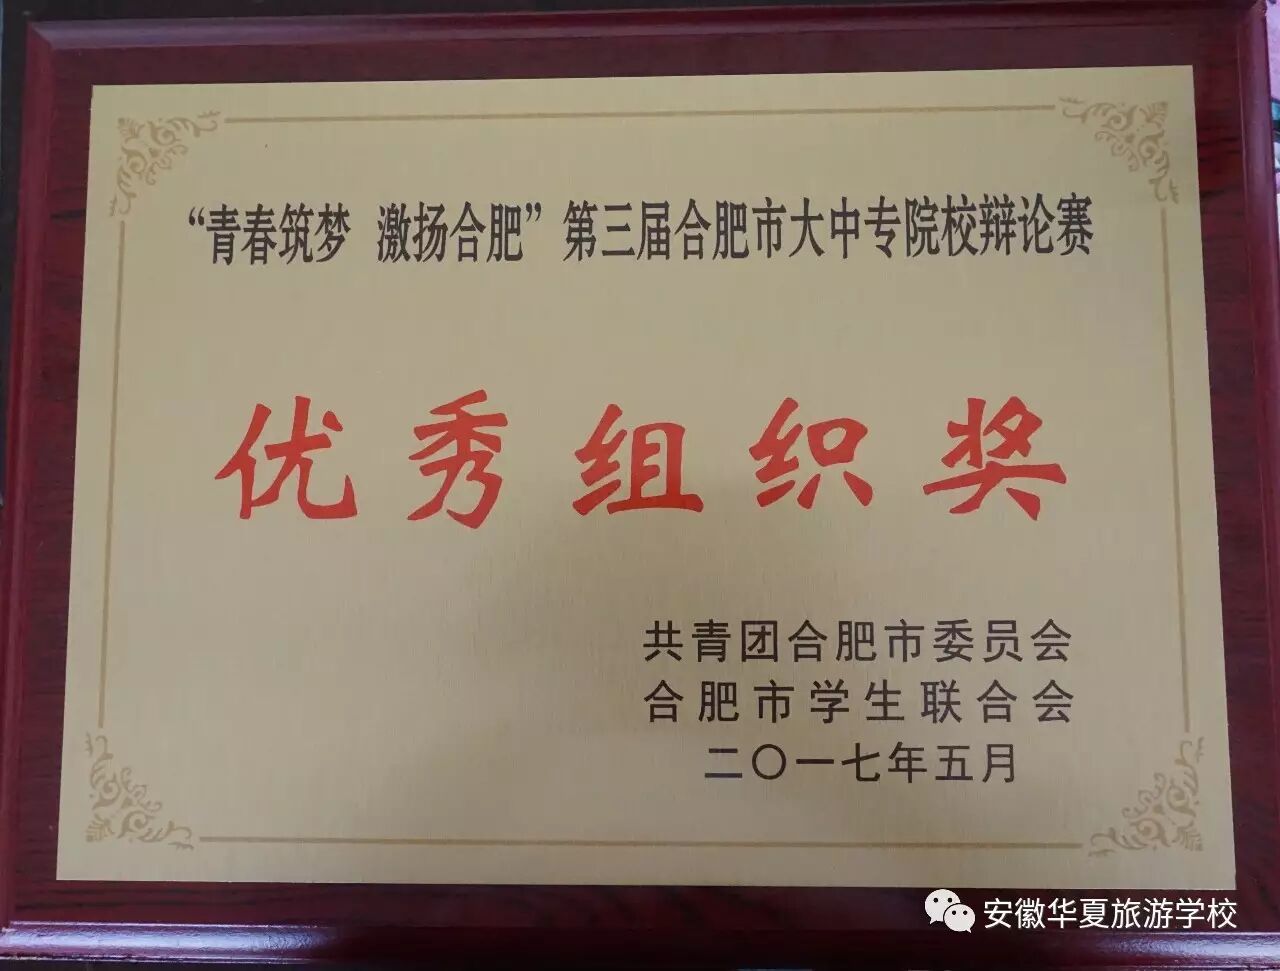 “青春筑梦 激扬合肥”第三届合肥市大中专院校辩论赛
优秀组织奖
共青团合肥市委员会
合肥市学生联合会
二〇一七年五月
安徽华夏旅游学校